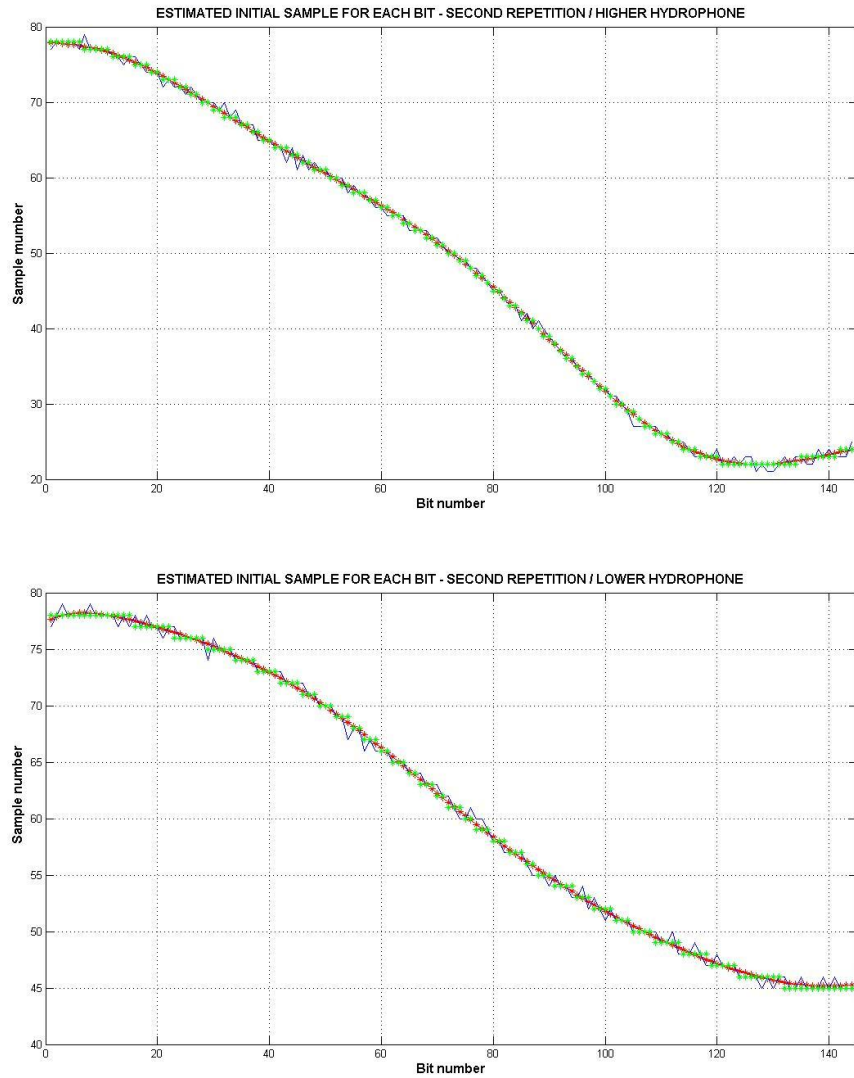 ESTIMATED INITIAL SAMPLE FOR EACH BIT - SECOND REPETITION / HIGHER HYDROPHONE
80
70
60
50
40
30
20
Sample mumber
0 20 40 60 80 100 120 140
Bit number
ESTIMATED INITIAL SAMPLE FOR EACH BIT - SECOND REPETITION / LOWER HYDROPHONE
80
75
70
65
60
55
50
45
40
Sample number
0 20 40 60 80 100 120 140
Bit number